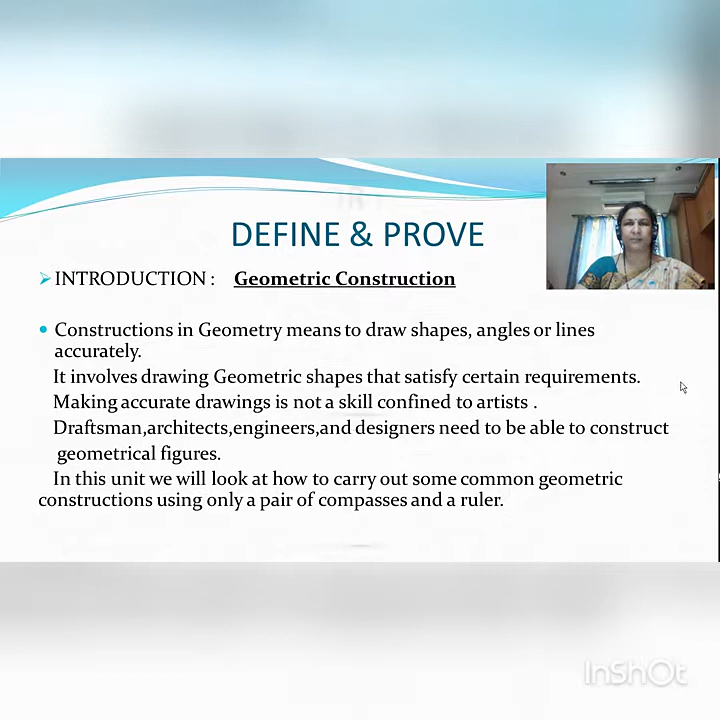 DEFINE & PROVE
INTRODUCTION : Geometric Construction
Constructions in Geometry means to draw shapes, angles or lines
accurately.
It involves drawing Geometric shapes that satisfy certain requirements.
Making accurate drawings is not a skill confined to artists .
Draftsman,architects,engineers,and designers need to be able to construct
geometrical figures.
In this unit we will look at how to carry out some common geometric
constructions using only a pair of compasses and a ruler.
InShOt